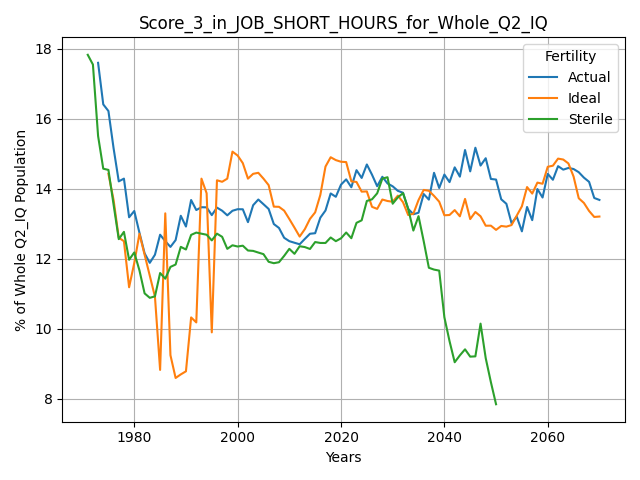 Score_3_in_JOB_SHORT_HOURS_for_Whole_Q2_IQ
Fertility
Actual
Ideal
Sterile
% of Whole Q2_IQ Population
18
16
14
12
10
8
1980
2000
2020
2040
2060
Years